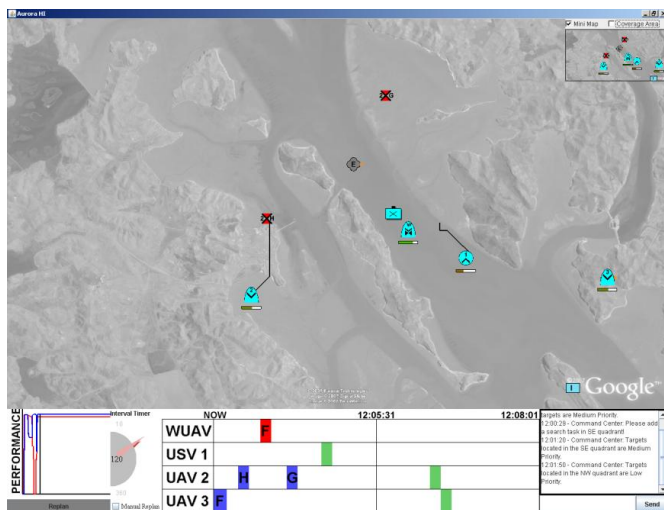 Aurora HI
Mini Map
Coverage Area
E
M
Google
PERFORMANCE
Interval Timer
120
Replan
Manual Replan
NOW
12:05:31
12:08:01
WUAV
F
USV 1
UAV 2
H
G
UAV 3
F
targets are Medium Priority.
12:00:29 - Command Center: Please add
a search task in SE quadrant!
12:01:20 - Command Center: Targets
located in the SE quadrant are Medium
Priority.
12:01:50 - Command Center: Targets
located in the NW quadrant are Low
Priority.
Send